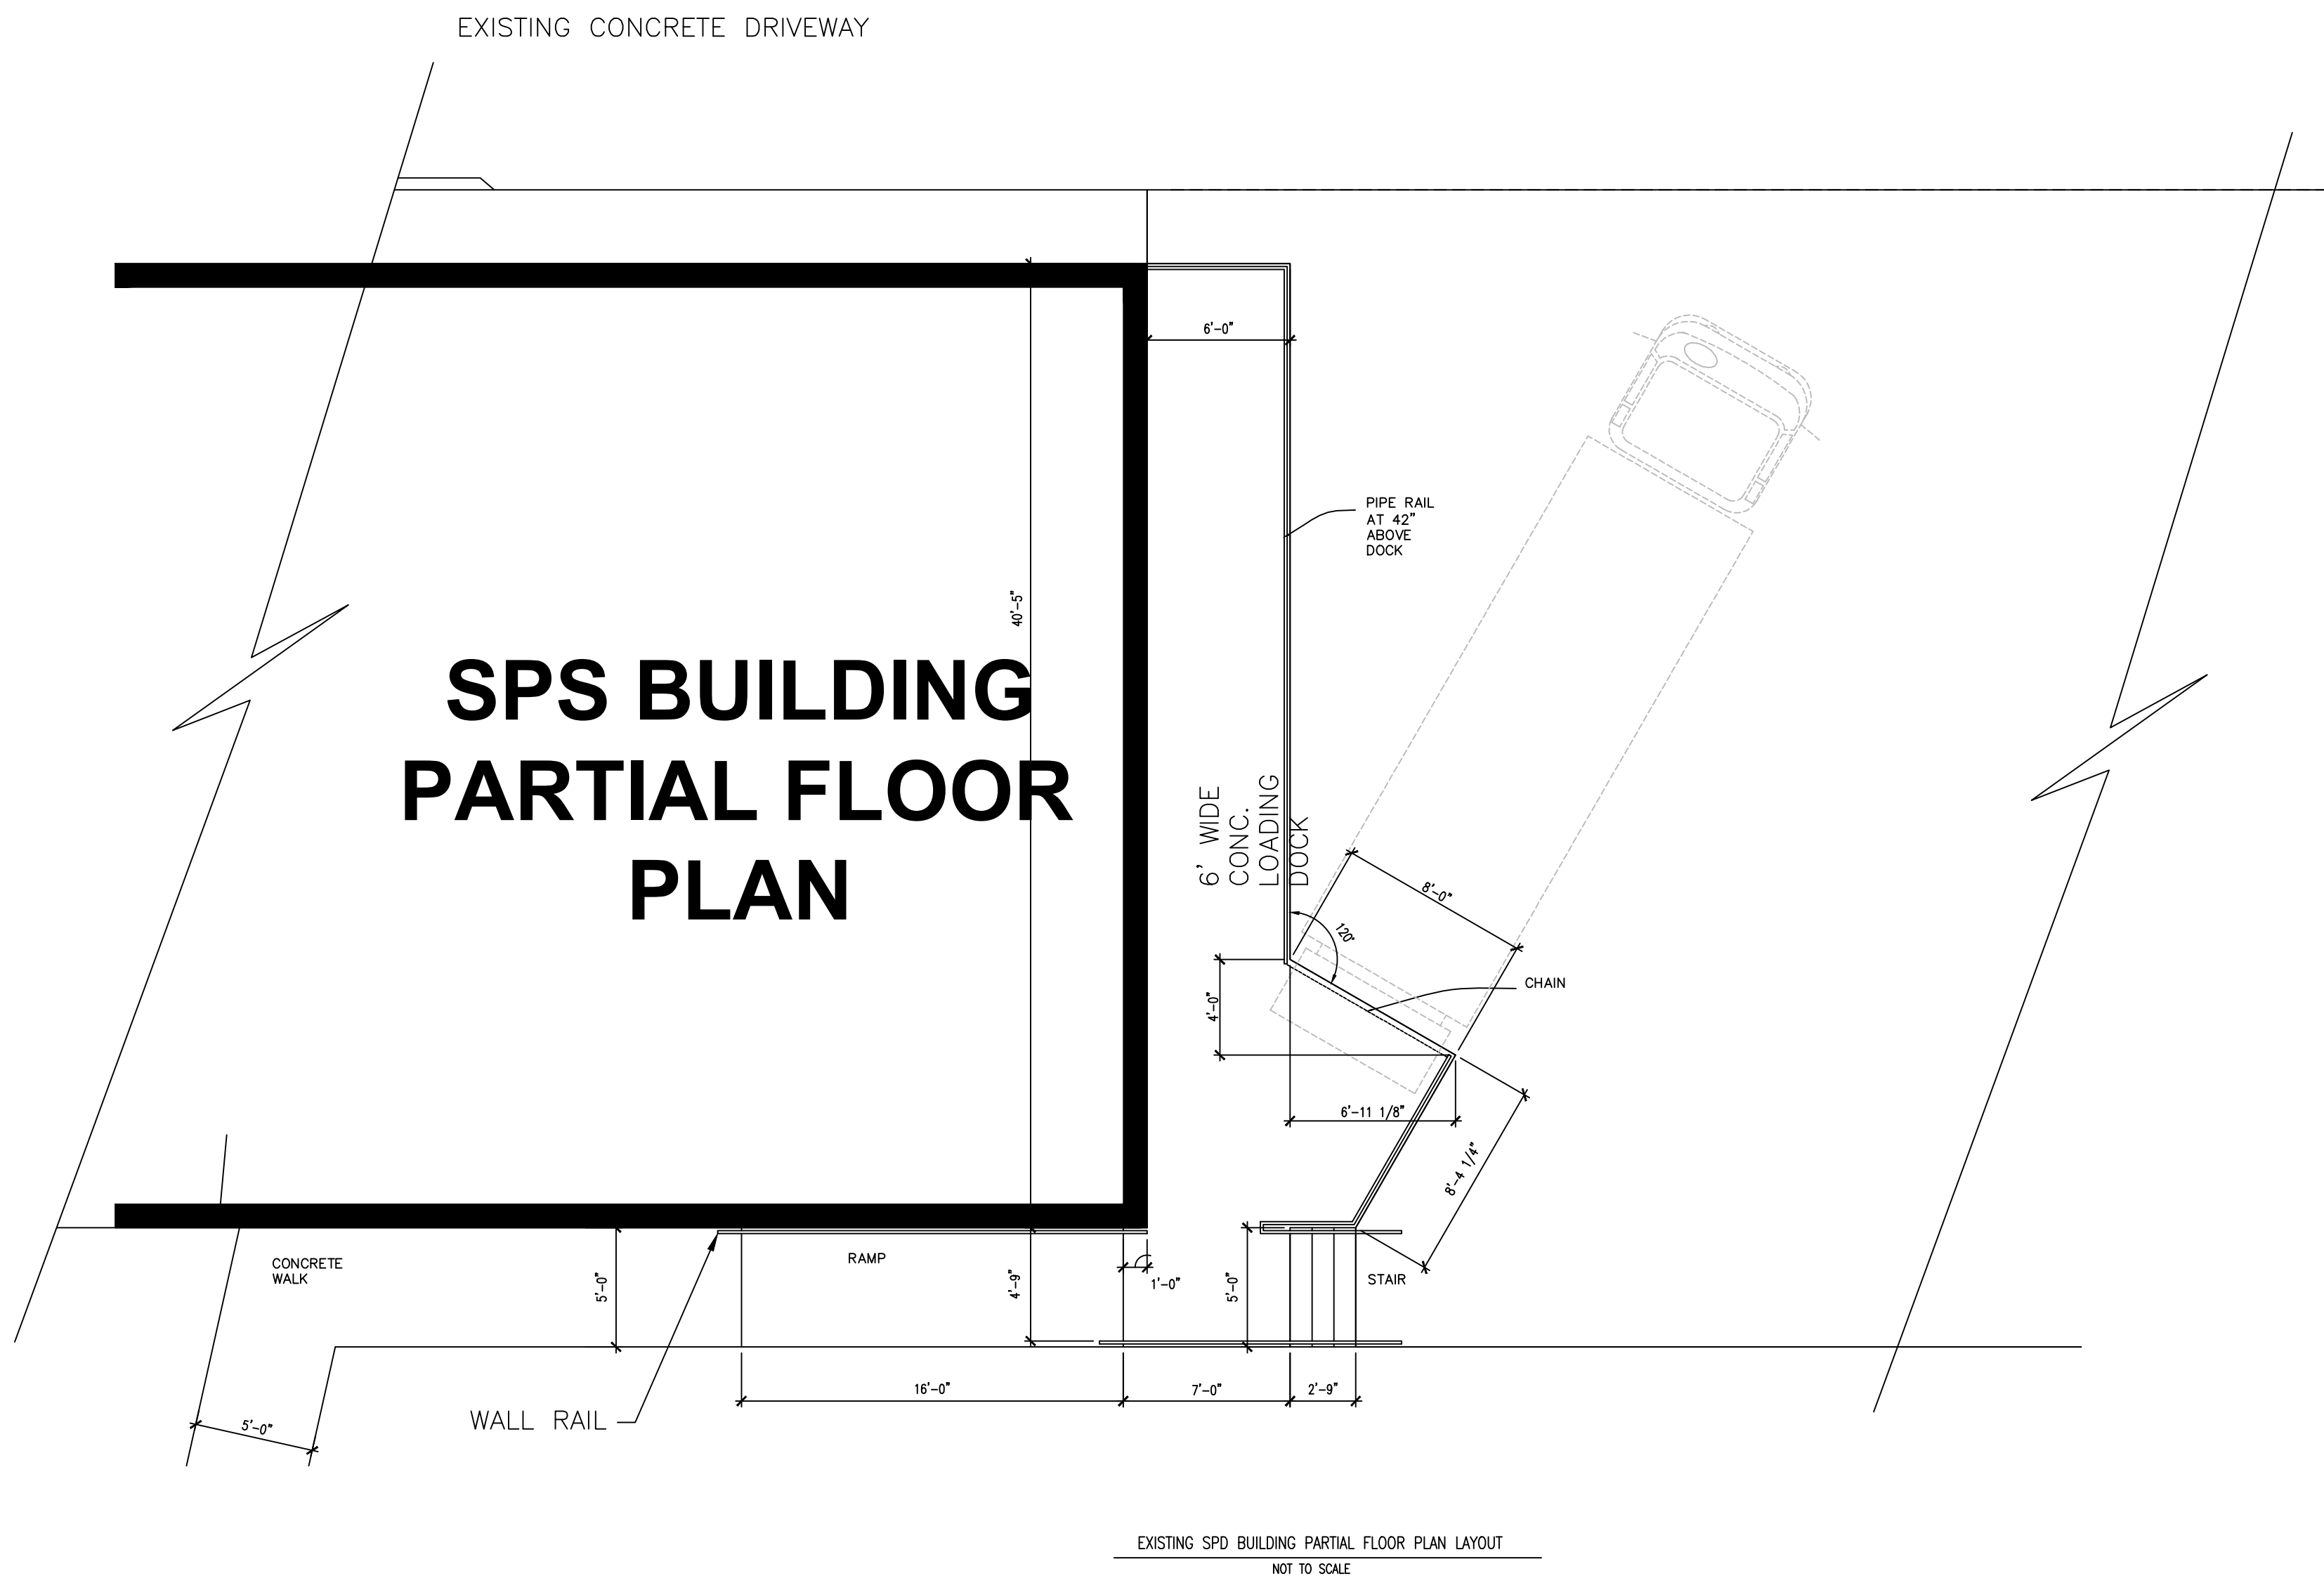 EXISTING CONCRETE DRIVEWAY
6'-0"
PIPE RAIL
AT 42"
ABOVE
DOCK
40'-5"
SPS BUILDING
PARTIAL FLOOR
PLAN
6' WIDE
CONC.
LOADING
DOCK
8'-0"
120°
CHAIN
4'-0"
6'-11 1/8"
8'-4 1/4"
CONCRETE
WALK
RAMP
5'-0"
4'-9"
1'-0"
5'-0"
STAIR
16'-0"
7'-0"
2'-9"
WALL RAIL
5'-0"
EXISTING SPD BUILDING PARTIAL FLOOR PLAN LAYOUT
NOT TO SCALE